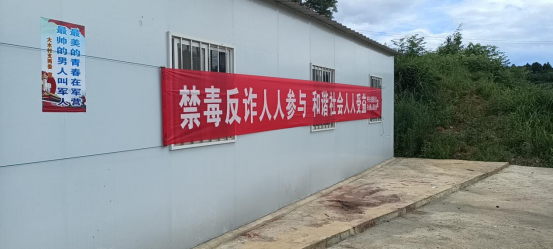 最美的青春在军营
最帅的男人叫军人
禁毒反诈人人参与 和谐社会人人受益